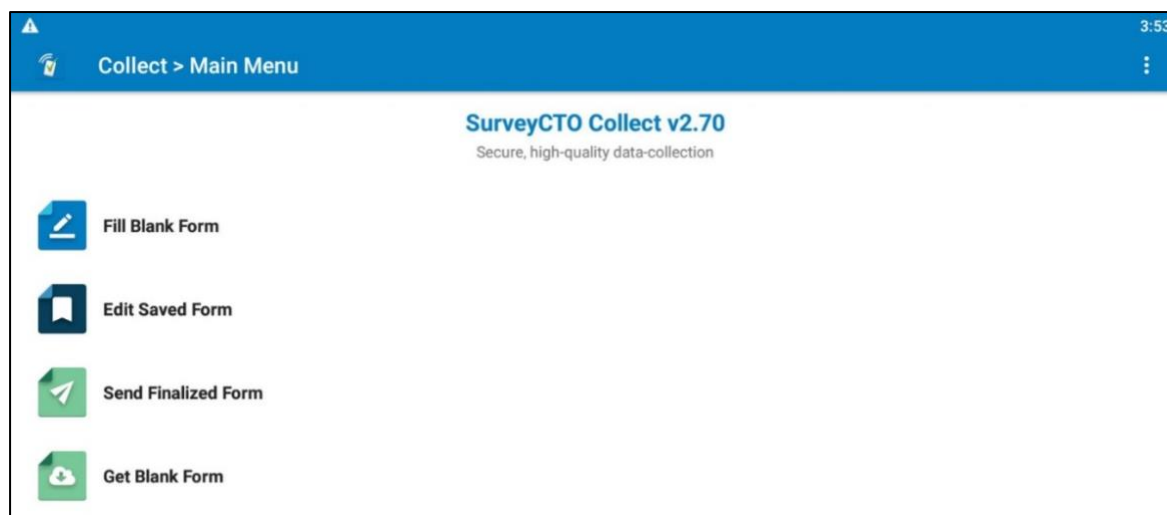 3:53
Collect > Main Menu
SurveyCTO Collect v2.70
Secure, high-quality data-collection
Fill Blank Form
Edit Saved Form
Send Finalized Form
Get Blank Form